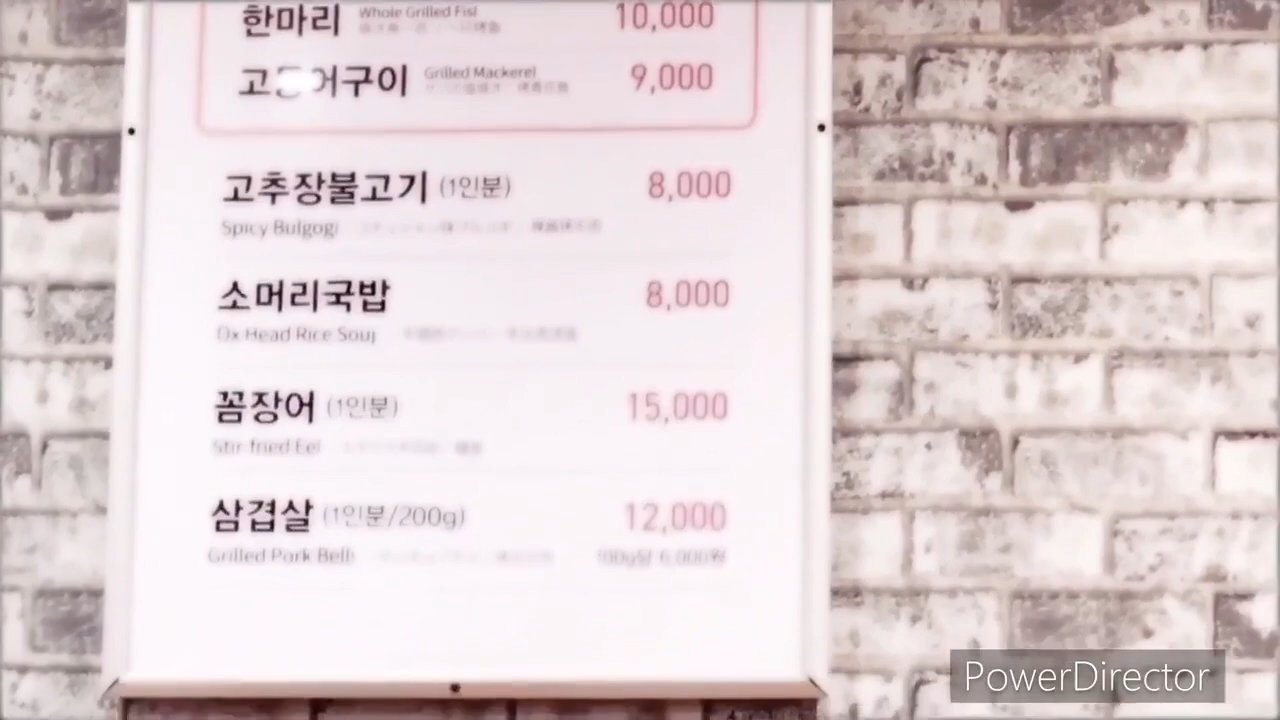 한마리 Whole Grilled Fisl 10,000
고등어구이 Grilled Mackerel 9,000
고추장불고기 (1인분) 8,000
Spicy Bulgogi
소머리국밥 8,000
Ox Head Rice Soup
꼼장어 (1인분) 15,000
Stir-fried Eel
삼겹살 (1인분/200g) 12,000
Grilled Pork Belli 100g당 6,000원
PowerDirector